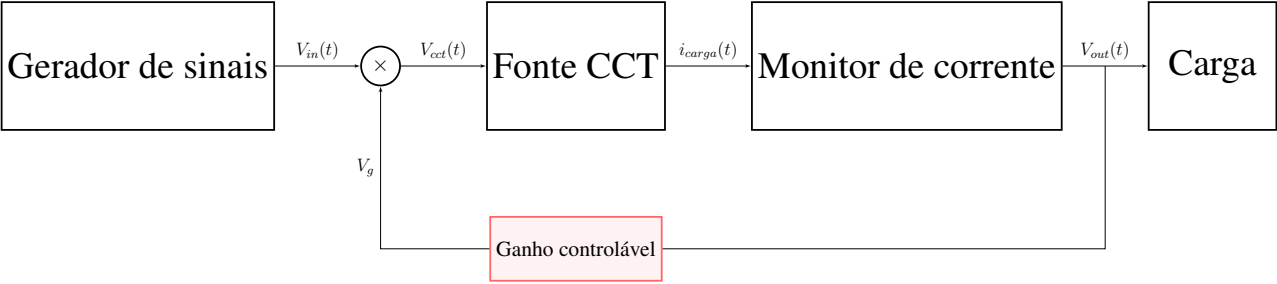 Gerador de sinais
V_{in}(t)
×
V_{cct}(t)
Fonte CCT
i_{carga}(t)
Monitor de corrente
V_{out}(t)
Carga
V_g
Ganho controlável